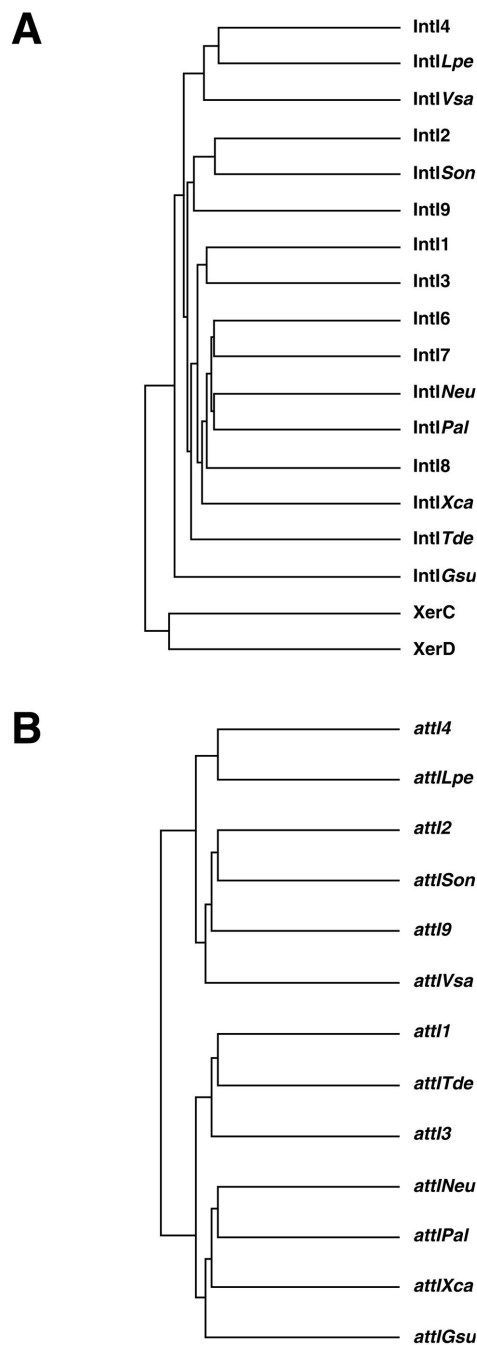 A
IntI4
IntILpe
IntIVsa
IntI2
IntISon
IntI9
IntI1
IntI3
IntI6
IntI7
IntINeu
IntIPal
IntI8
IntIXca
IntITde
IntIGsu
XerC
XerD
B
attI4
attILpe
attI2
attISon
attI9
attIVsa
attI1
attITde
attI3
attINeu
attIPal
attIXca
attIGsu